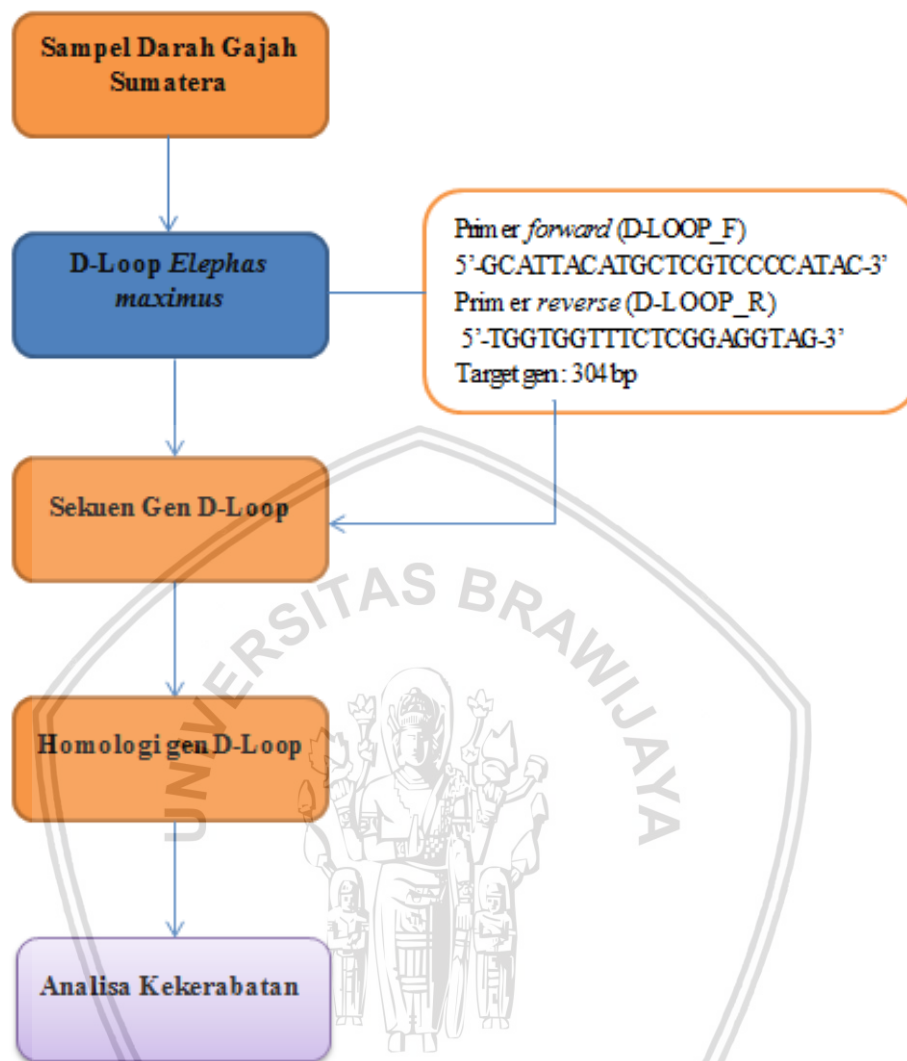 Sampel Darah Gajah
Sumatera
D-Loop Elephas
maximus
Primer forward (D-LOOP_F)
5’-GCATTACATGCTCGTCCCCATAC-3’
Primer reverse (D-LOOP_R)
5’-TGGTGGTTTCTCGGAGGTAG-3’
Target gen : 304 bp
Sekuen Gen D-Loop
Homologi gen D-Loop
Analisa Kekerabatan
UNIVERSITAS BRAWIJAYA